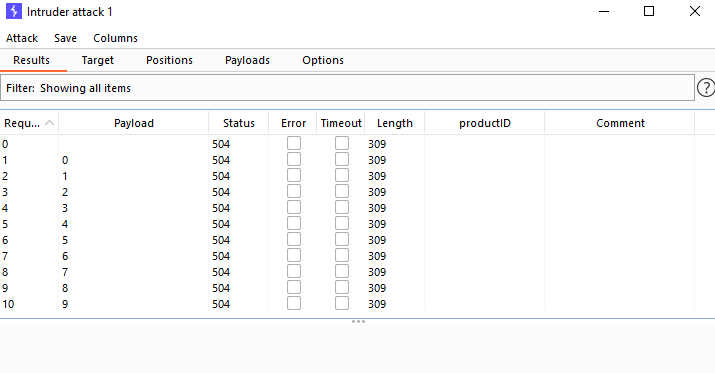 Intruder attack 1
Attack Save Columns
Results Target Positions Payloads Options
Filter: Showing all items ?
Requ... Payload Status Error Timeout Length productID Comment
0 504 309
1 0 504 309
2 1 504 309
3 2 504 309
4 3 504 309
5 4 504 309
6 5 504 309
7 6 504 309
8 7 504 309
9 8 504 309
10 9 504 309